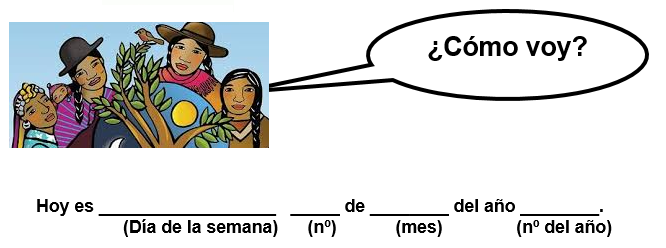 ¿Cómo voy?
Hoy es __________________ _____ de ________ del año ________.
(Día de la semana) (nº) (mes) (nº del año)